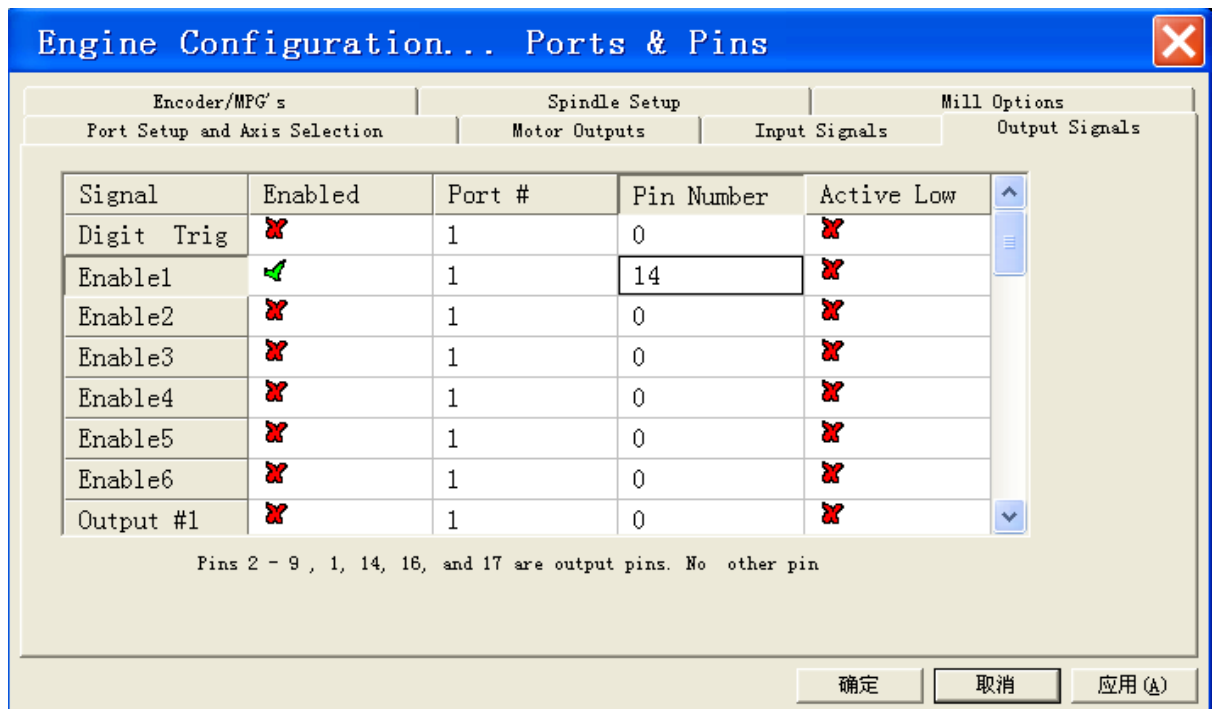 Engine Configuration... Ports & Pins
Encoder/MPG's Spindle Setup Mill Options
Port Setup and Axis Selection Motor Outputs Input Signals Output Signals
Signal Enabled Port # Pin Number Active Low
Digit Trig 1 0
Enable1 1 14
Enable2 1 0
Enable3 1 0
Enable4 1 0
Enable5 1 0
Enable6 1 0
Output #1 1 0
Pins 2 - 9 , 1, 14, 16, and 17 are output pins. No other pin
确定 取消 应用(A)